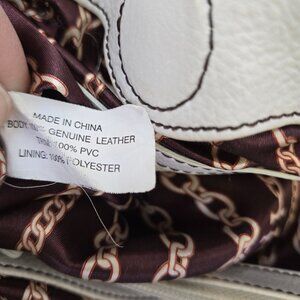 MADE IN CHINA
BODY: 100% GENUINE LEATHER
TRIM: 100% PVC
LINING: 100% POLYESTER